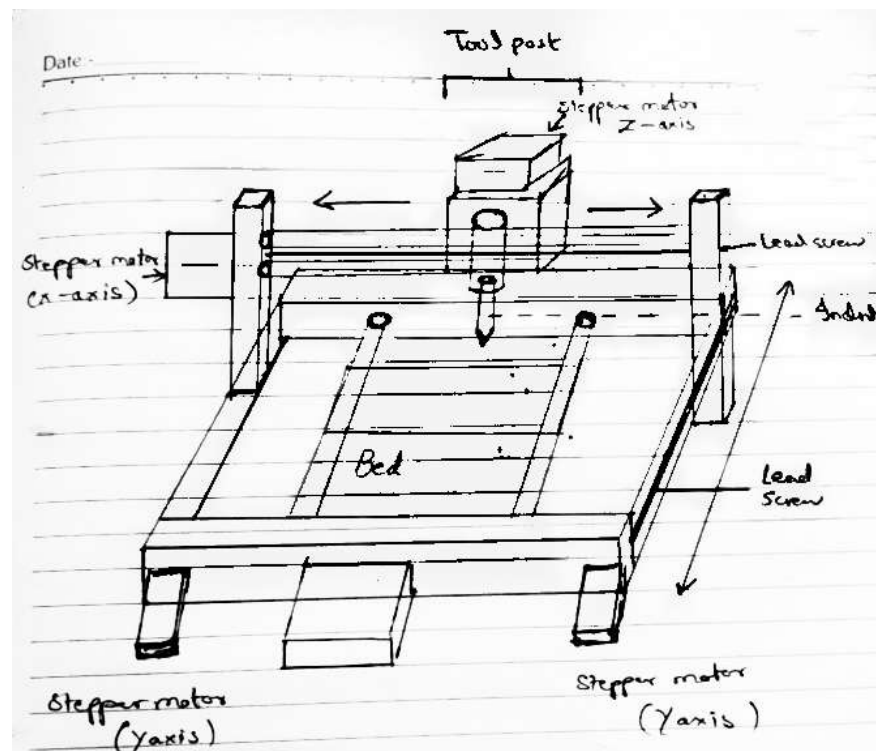 Date:-
Tool post
Stepper motor
Z-axis
Stepper motor
(x-axis)
Lead screw
Bed
Lead
Screw
Stepper motor
(Yaxis)
Stepper motor
(Yaxis)